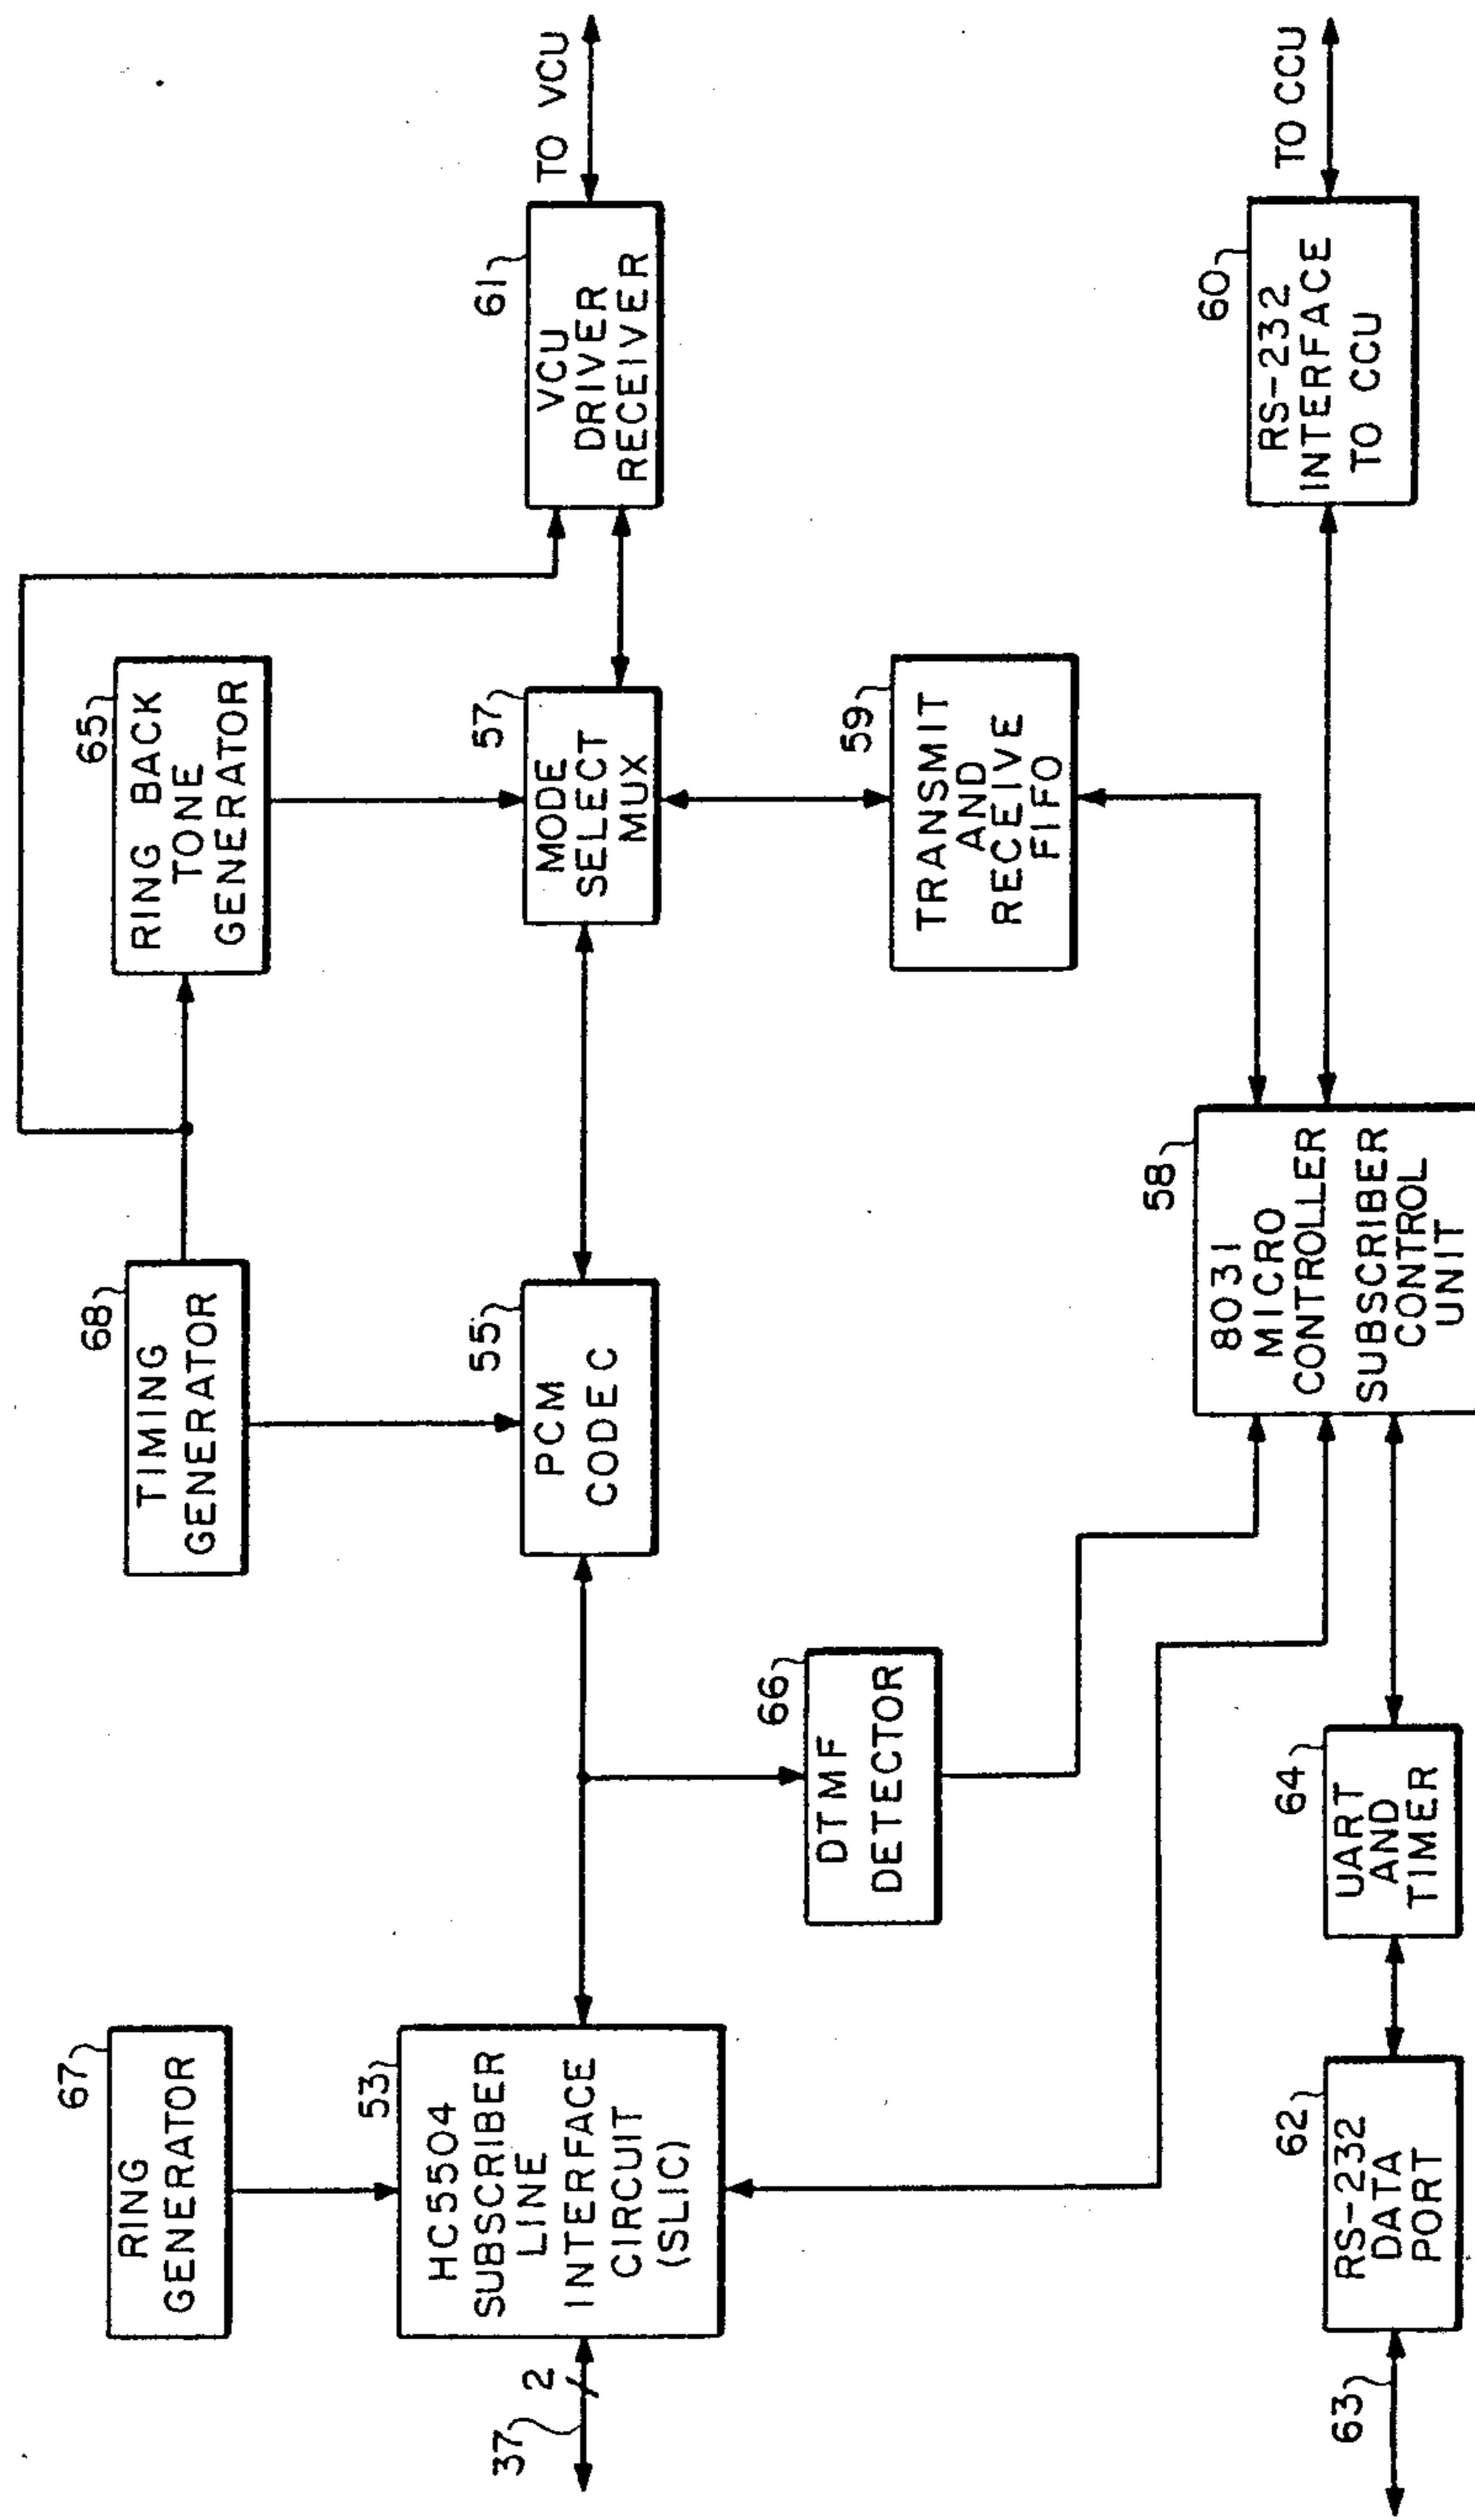 67
RING
GENERATOR
68
TIMING
GENERATOR
65
RING BACK
TONE
GENERATOR
37
2
53
HC5504
SUBSCRIBER
LINE
INTERFACE
CIRCUIT
(SLIC)
55
PCM
CODEC
57
MODE
SELECT
MUX
61
VCU
DRIVER
RECEIVER
TO VCU
66
DTMF
DETECTOR
59
TRANSMIT
AND
RECEIVE
FIFO
63
62
RS-232
DATA
PORT
64
UART
AND
TIMER
58
8031
MICRO
CONTROLLER
SUBSCRIBER
CONTROL
UNIT
60
RS-232
INTERFACE
TO CCU
TO CCU